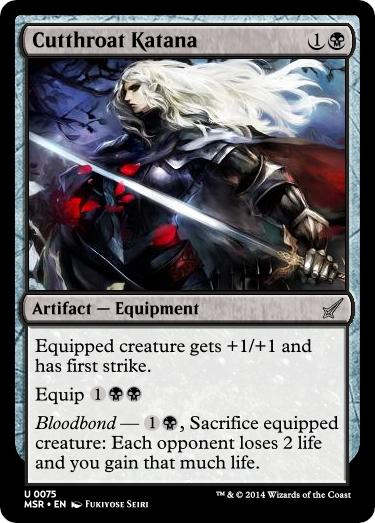 Cutthroat Katana 1
Artifact — Equipment
Equipped creature gets +1/+1 and
has first strike.
Equip 1
Bloodbond — 1, Sacrifice equipped
creature: Each opponent loses 2 life
and you gain that much life.
U 0075
MSR • EN Fukiyose Seiri
™ & © 2014 Wizards of the Coast